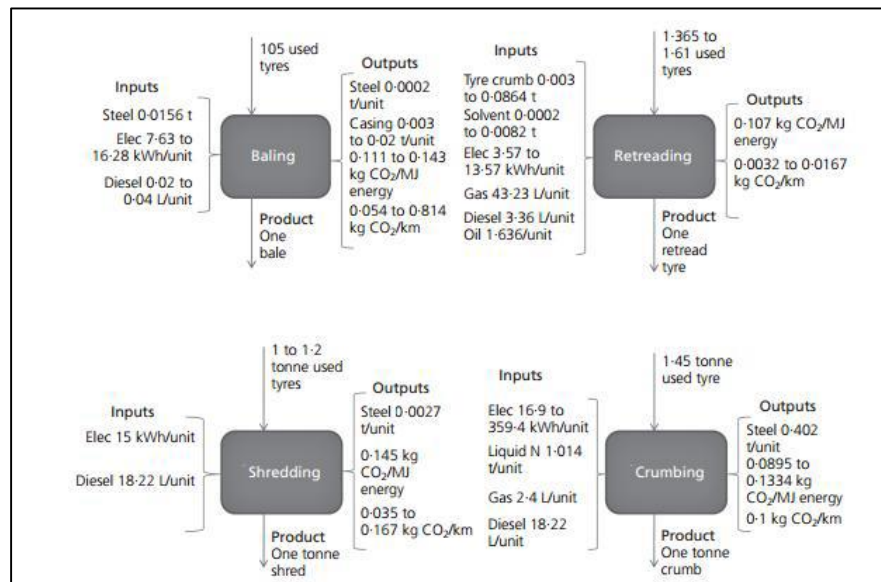 105 used
tyres
Inputs
Steel 0·0156 t
Elec 7·63 to
16·28 kWh/unit
Diesel 0·02 to
0·04 L/unit
Baling
Outputs
Steel 0·0002
t/unit
Casing 0·003
to 0·02 t/unit
0·111 to 0·143
kg CO₂/MJ
energy
0·054 to 0·814
kg CO₂/km
Product
One
bale
1·365 to
1·61 used
tyres
Inputs
Tyre crumb 0·003
to 0·0864 t
Solvent 0·0002
to 0·0082 t
Elec 3·57 to
13·57 kWh/unit
Gas 43·23 L/unit
Diesel 3·36 L/unit
Oil 1·636/unit
Retreading
Outputs
0·107 kg CO₂/MJ
energy
0·0032 to 0·0167
kg CO₂/km
Product
One
retread
tyre
1 to 1·2
tonne used
tyres
Inputs
Elec 15 kWh/unit
Diesel 18·22 L/unit
Shredding
Outputs
Steel 0·0027
t/unit
0·145 kg
CO₂/MJ
energy
0·035 to
0·167 kg CO₂/km
Product
One tonne
shred
1·45 tonne
used tyre
Inputs
Elec 16·9 to
359·4 kWh/unit
Liquid N 1·014
t/unit
Gas 2·4 L/unit
Diesel 18·22
L/unit
Crumbing
Outputs
Steel 0·402
t/unit
0·0895 to
0·1334 kg
CO₂/MJ energy
0·1 kg CO₂/km
Product
One tonne
crumb